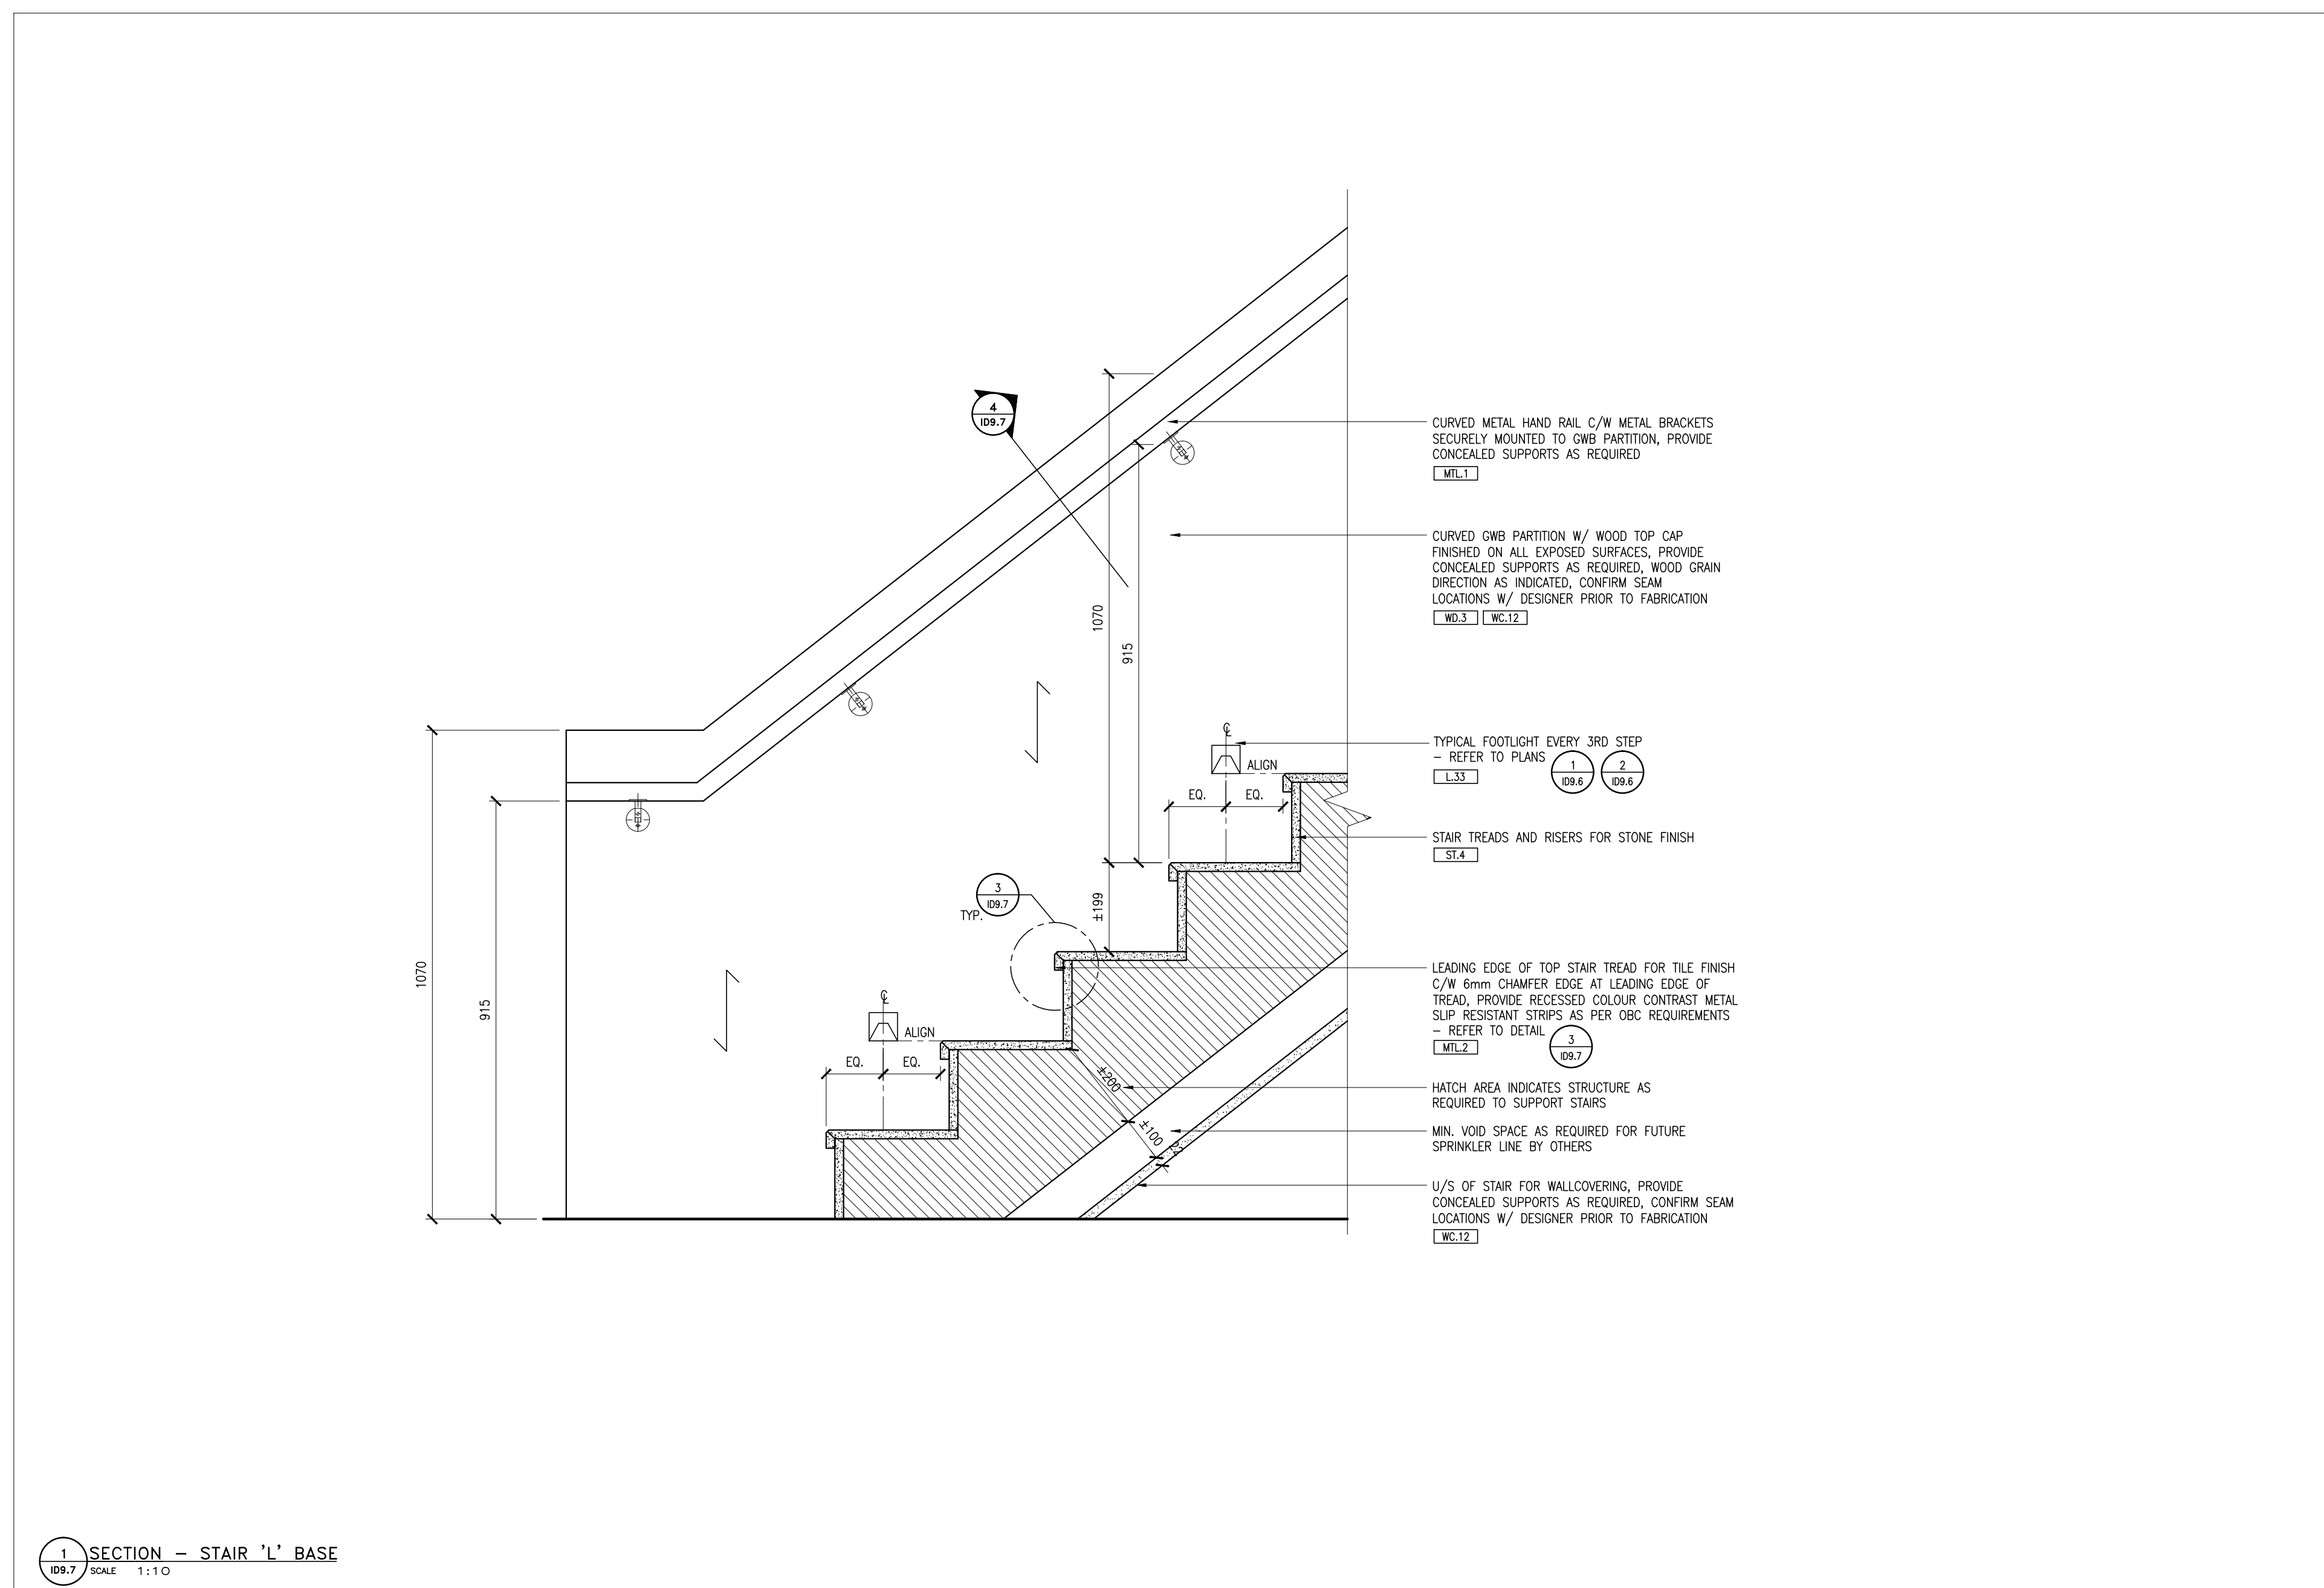 4
ID9.7
CURVED METAL HAND RAIL C/W METAL BRACKETS
SECURELY MOUNTED TO GWB PARTITION, PROVIDE
CONCEALED SUPPORTS AS REQUIRED
MTL.1
CURVED GWB PARTITION W/ WOOD TOP CAP
FINISHED ON ALL EXPOSED SURFACES, PROVIDE
CONCEALED SUPPORTS AS REQUIRED, WOOD GRAIN
DIRECTION AS INDICATED, CONFIRM SEAM
LOCATIONS W/ DESIGNER PRIOR TO FABRICATION
WD.3 WC.12
1070
915
TYPICAL FOOTLIGHT EVERY 3RD STEP
– REFER TO PLANS
L.33
1
ID9.6
2
ID9.6
ALIGN
EQ. EQ.
STAIR TREADS AND RISERS FOR STONE FINISH
ST.4
3
ID9.7
TYP.
±199
1070
915
LEADING EDGE OF TOP STAIR TREAD FOR TILE FINISH
C/W 6mm CHAMFER EDGE AT LEADING EDGE OF
TREAD, PROVIDE RECESSED COLOUR CONTRAST METAL
SLIP RESISTANT STRIPS AS PER OBC REQUIREMENTS
– REFER TO DETAIL
MTL.2
3
ID9.7
ALIGN
EQ. EQ.
±200
HATCH AREA INDICATES STRUCTURE AS
REQUIRED TO SUPPORT STAIRS
±100
MIN. VOID SPACE AS REQUIRED FOR FUTURE
SPRINKLER LINE BY OTHERS
U/S OF STAIR FOR WALLCOVERING, PROVIDE
CONCEALED SUPPORTS AS REQUIRED, CONFIRM SEAM
LOCATIONS W/ DESIGNER PRIOR TO FABRICATION
WC.12
1
ID9.7
SECTION – STAIR 'L' BASE
SCALE 1:10